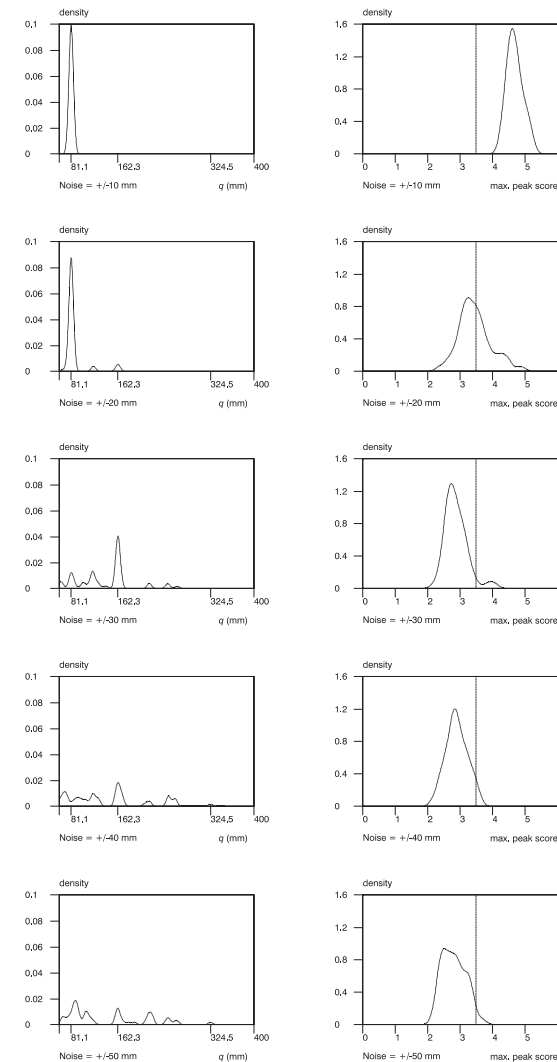 density
0.1
0.08
0.06
0.04
0.02
0
81.1 162.3 324.5 400
Noise = +/-10 mm q (mm)
density
1.6
1.2
0.8
0.4
0
0 1 2 3 4 5
Noise = +/-10 mm max. peak score
density
0.1
0.08
0.06
0.04
0.02
0
81.1 162.3 324.5 400
Noise = +/-20 mm q (mm)
density
1.6
1.2
0.8
0.4
0
0 1 2 3 4 5
Noise = +/-20 mm max. peak score
density
0.1
0.08
0.06
0.04
0.02
0
81.1 162.3 324.5 400
Noise = +/-30 mm q (mm)
density
1.6
1.2
0.8
0.4
0
0 1 2 3 4 5
Noise = +/-30 mm max. peak score
density
0.1
0.08
0.06
0.04
0.02
0
81.1 162.3 324.5 400
Noise = +/-40 mm q (mm)
density
1.6
1.2
0.8
0.4
0
0 1 2 3 4 5
Noise = +/-40 mm max. peak score
density
0.1
0.08
0.06
0.04
0.02
0
81.1 162.3 324.5 400
Noise = +/-50 mm q (mm)
density
1.6
1.2
0.8
0.4
0
0 1 2 3 4 5
Noise = +/-50 mm max. peak score